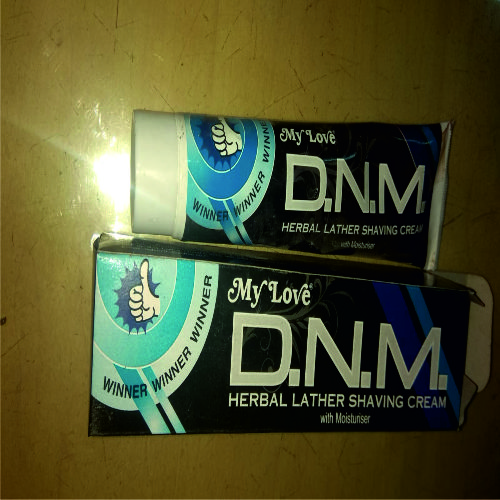 WINNER WINNER WINNER
My Love
D.N.M.
HERBAL LATHER SHAVING CREAM
with Moisturiser
WINNER WINNER WINNER
My Love
D.N.M.
HERBAL LATHER SHAVING CREAM
with Moisturiser